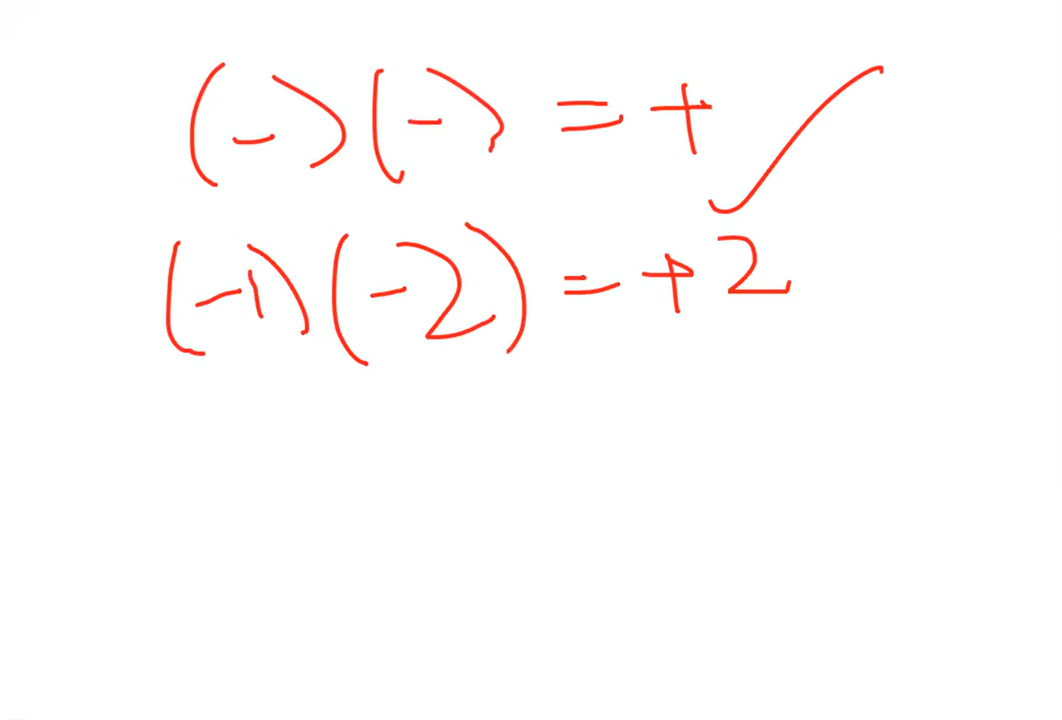 (-)(-) = + ✓
(-1)(-2) = +2